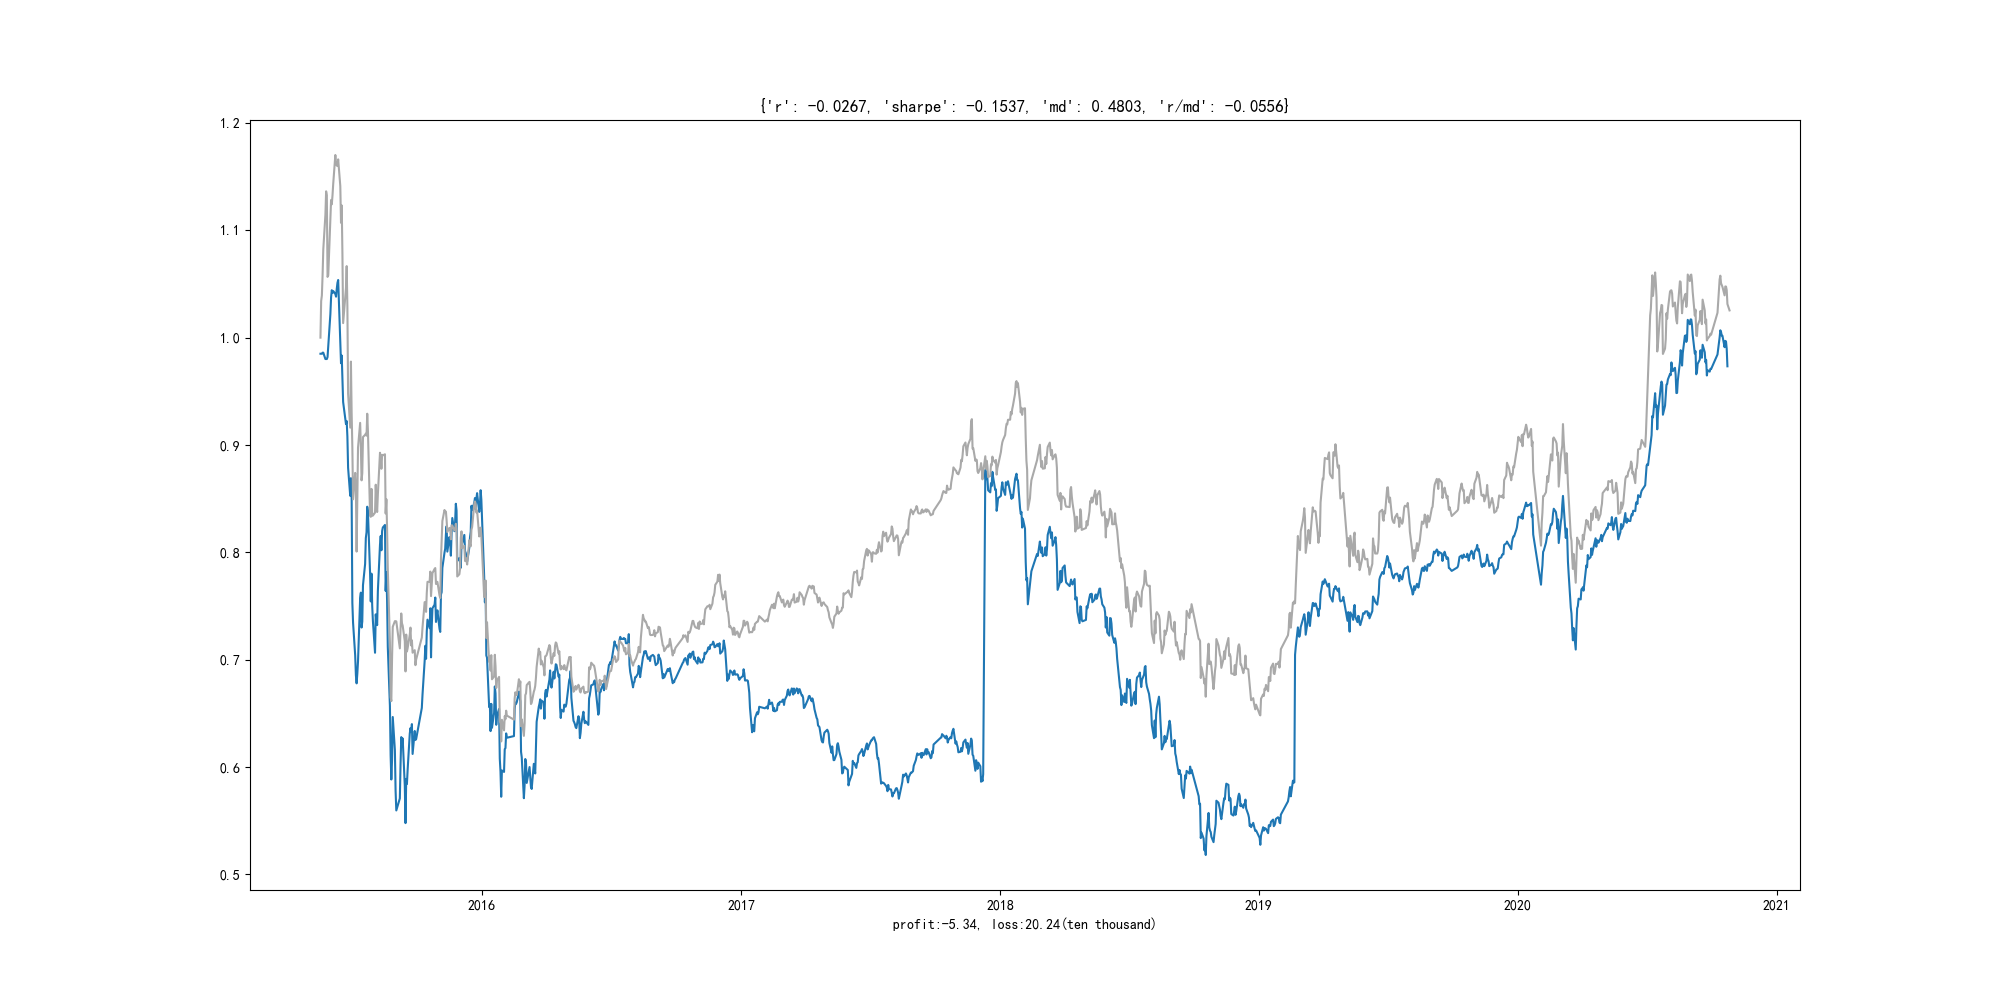 {'r': -0.0267, 'sharpe': -0.1537, 'md': 0.4803, 'r/md': -0.0556}
1.2
1.1
1.0
0.9
0.8
0.7
0.6
0.5
2016 2017 2018 2019 2020 2021
profit:-5.34, loss:20.24(ten thousand)